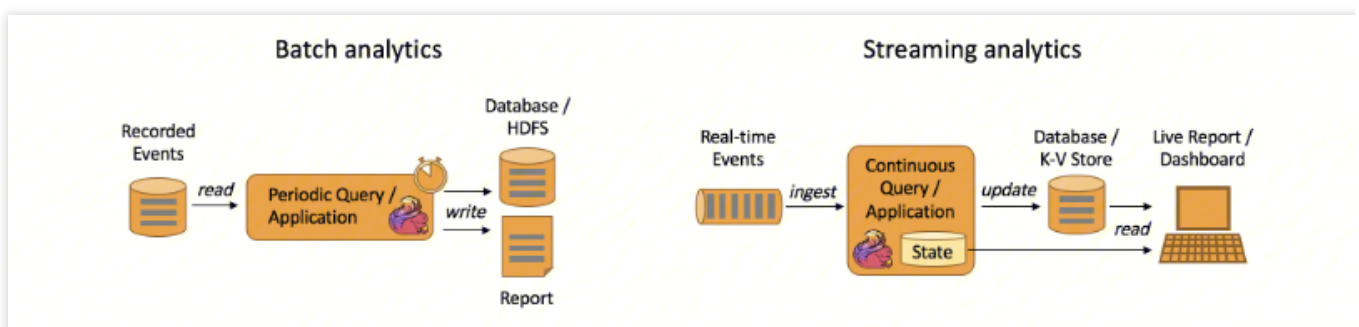 Batch analytics
Recorded
Events
read
Periodic Query /
Application
write
Database /
HDFS
Report
Streaming analytics
Real-time
Events
ingest
Continuous
Query /
Application
State
update
Database /
K-V Store
read
Live Report /
Dashboard